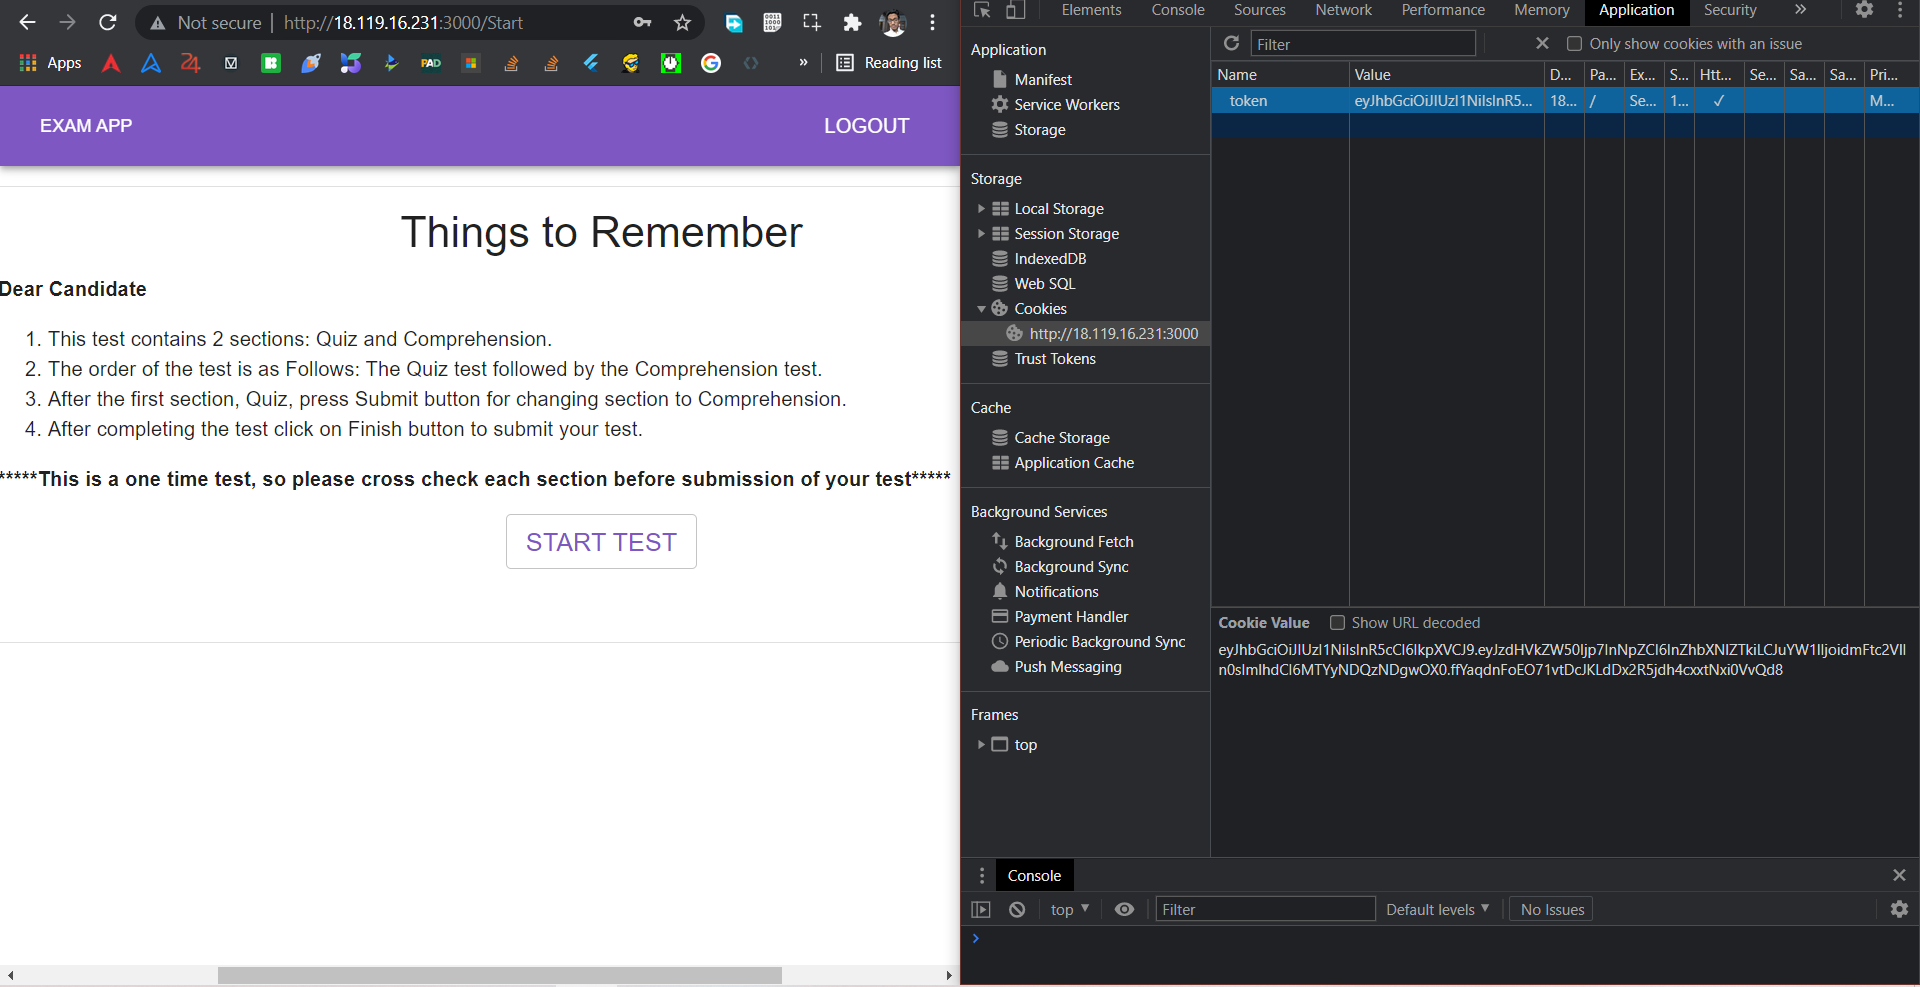 Not secure | http://18.119.16.231:3000/Start
Apps
24
PAD
»
Reading list
EXAM APP
LOGOUT
Things to Remember
Dear Candidate
1. This test contains 2 sections: Quiz and Comprehension.
2. The order of the test is as Follows: The Quiz test followed by the Comprehension test.
3. After the first section, Quiz, press Submit button for changing section to Comprehension.
4. After completing the test click on Finish button to submit your test.
*****This is a one time test, so please cross check each section before submission of your test*****
START TEST
Elements Console Sources Network Performance Memory Application Security »
Application
Manifest
Service Workers
Storage
Storage
Local Storage
Session Storage
IndexedDB
Web SQL
Cookies
http://18.119.16.231:3000
Trust Tokens
Cache
Cache Storage
Application Cache
Background Services
Background Fetch
Background Sync
Notifications
Payment Handler
Periodic Background Sync
Push Messaging
Frames
top
Filter
Only show cookies with an issue
Name Value D... Pa... Ex... S... Htt... Se... Sa... Sa... Pri...
token eyJhbGciOiJIUzI1NiIsInR5... 18... / Se... 1... ✓ M...
Cookie Value Show URL decoded
eyJhbGciOiJIUzI1NiIsInR5cCI6IkpXVCJ9.eyJzdHVkZW50Ijp7InNpZCI6InZhbXNlZTkiLCJuYW1lIjoidmFtc2VlI
n0sImlhdCI6MTYyNDQzNDgwOX0.ffYaqdnFoEO71vtDcJKLdDx2R5jdh4cxxtNxi0VvQd8
Console
top Filter Default levels No Issues